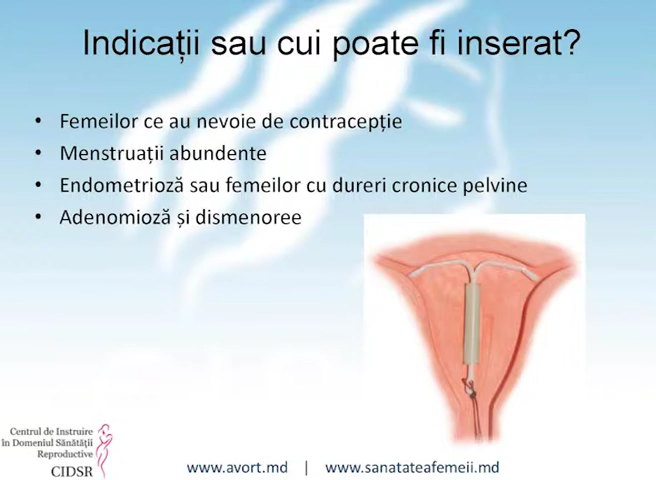 Indicații sau cui poate fi inserat?
• Femeilor ce au nevoie de contracepție
• Menstruații abundente
• Endometrioză sau femeilor cu dureri cronice pelvine
• Adenomioză și dismenoree
Centrul de Instruire
în Domeniul Sănătății
Reproductive
CIDSR
www.avort.md | www.sanatateafemeii.md